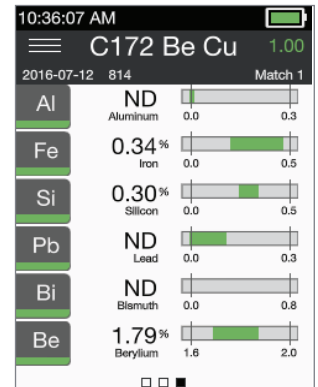 10:36:07 AM
C172 Be Cu 1.00
2016-07-12 814 Match 1
Al ND Aluminum 0.0 0.3
Fe 0.34% Iron 0.0 0.5
Si 0.30% Silicon 0.0 0.5
Pb ND Lead 0.0 0.3
Bi ND Bismuth 0.0 0.8
Be 1.79% Berylium 1.6 2.0